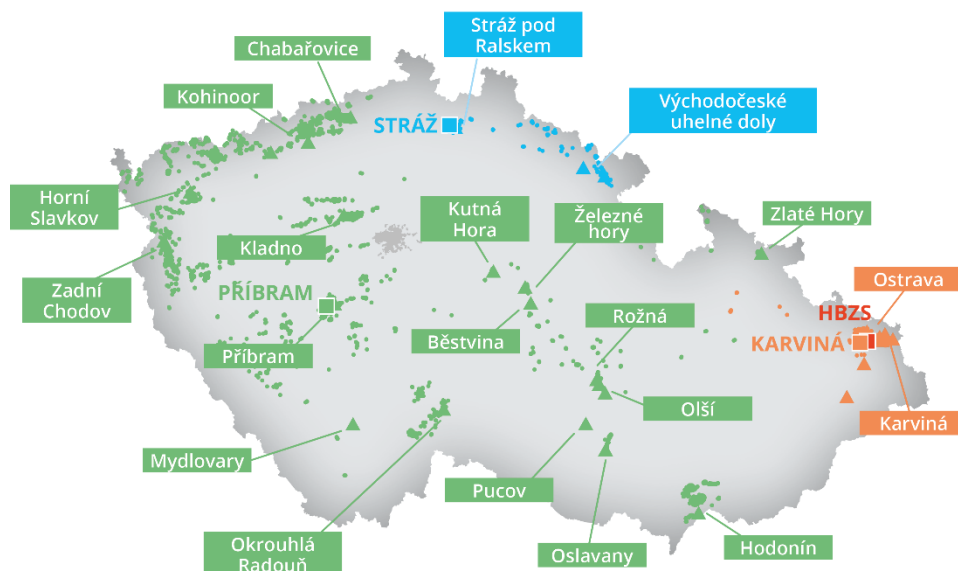 Chabařovice
Stráž pod
Ralskem
Kohinoor
STRÁŽ
Východočeské
uhelné doly
Horní
Slavkov
Kladno
Kutná
Hora
Železné
hory
Zlaté Hory
Zadní
Chodov
PŘÍBRAM
Příbram
Běstvina
Rožná
Ostrava
HBZS
KARVINÁ
Olší
Karviná
Mydlovary
Pucov
Okrouhlá
Radouň
Oslavany
Hodonín